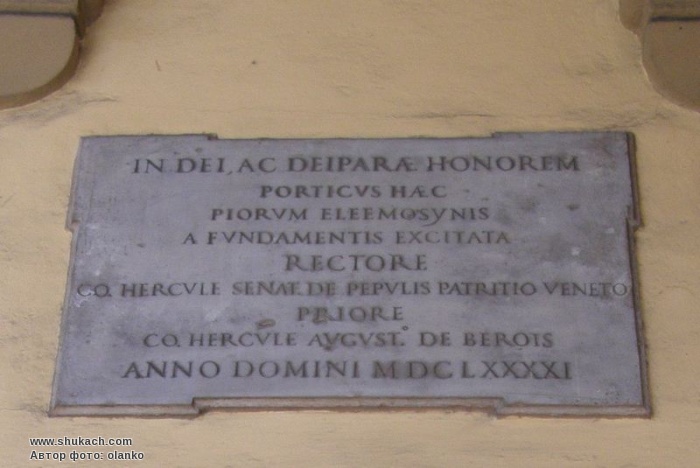 IN DEI, AC DEIPARÆ HONOREM
PORTICVS HÆC
PIORVM ELEEMOSYNIS
A FVNDAMENTIS EXCITATA
RECTORE
CO. HERCVLE SENAT. DE PEPVLIS PATRITIO VENETO
PRIORE
CO. HERCVLE AVGVST. DE BEROIS
ANNO DOMINI MDCLXXXXI
www.shukach.com
Автор фото: olanko